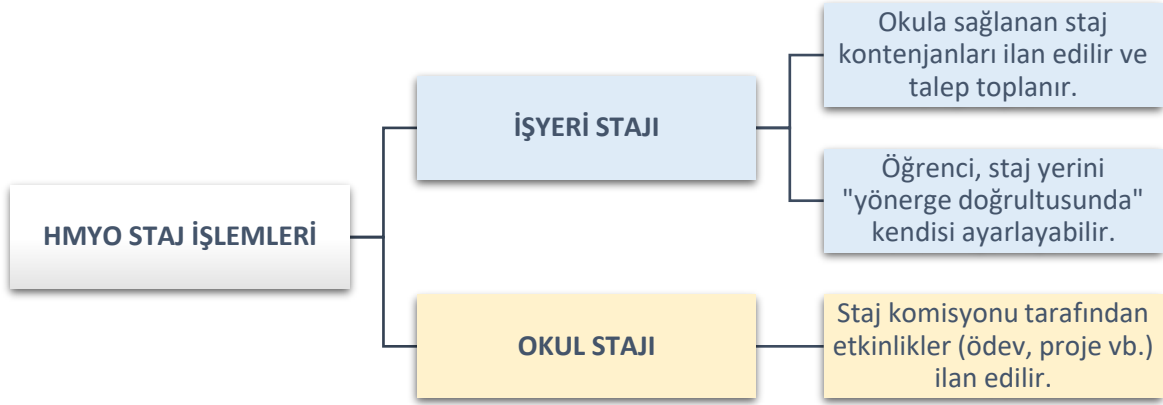 HMYO STAJ İŞLEMLERİ
İŞYERİ STAJI
Okula sağlanan staj
kontenjanları ilan edilir ve
talep toplanır.
Öğrenci, staj yerini
"yönerge doğrultusunda"
kendisi ayarlayabilir.
OKUL STAJI
Staj komisyonu tarafından
etkinlikler (ödev, proje vb.)
ilan edilir.